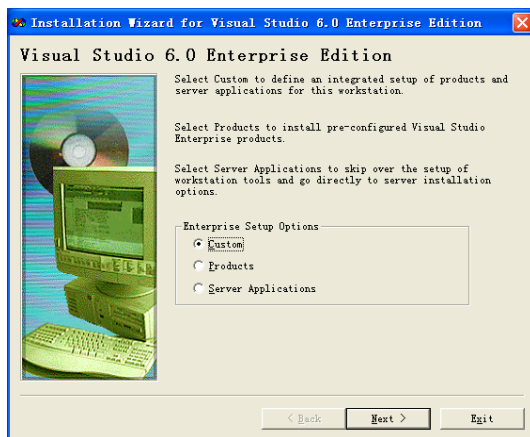 Installation Wizard for Visual Studio 6.0 Enterprise Edition
Visual Studio 6.0 Enterprise Edition
Select Custom to define an integrated setup of products and
server applications for this workstation.
Select Products to install pre-configured Visual Studio
Enterprise products.
Select Server Applications to skip over the setup of
workstation tools and go directly to server installation
options.
Enterprise Setup Options
Custom
Products
Server Applications
< Back
Next >
Exit